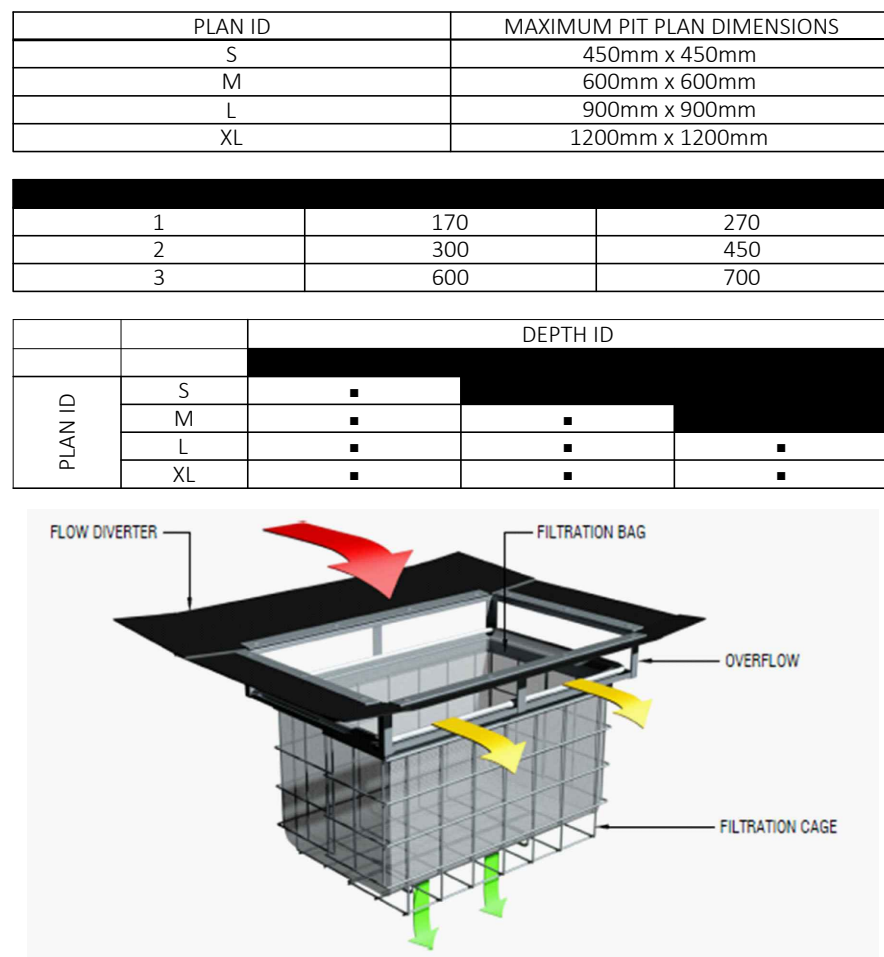 PLAN ID MAXIMUM PIT PLAN DIMENSIONS
S 450mm x 450mm
M 600mm x 600mm
L 900mm x 900mm
XL 1200mm x 1200mm
1 170 270
2 300 450
3 600 700
DEPTH ID
PLAN ID
S ▪
M ▪ ▪
L ▪ ▪ ▪
XL ▪ ▪ ▪
FLOW DIVERTER
FILTRATION BAG
OVERFLOW
FILTRATION CAGE